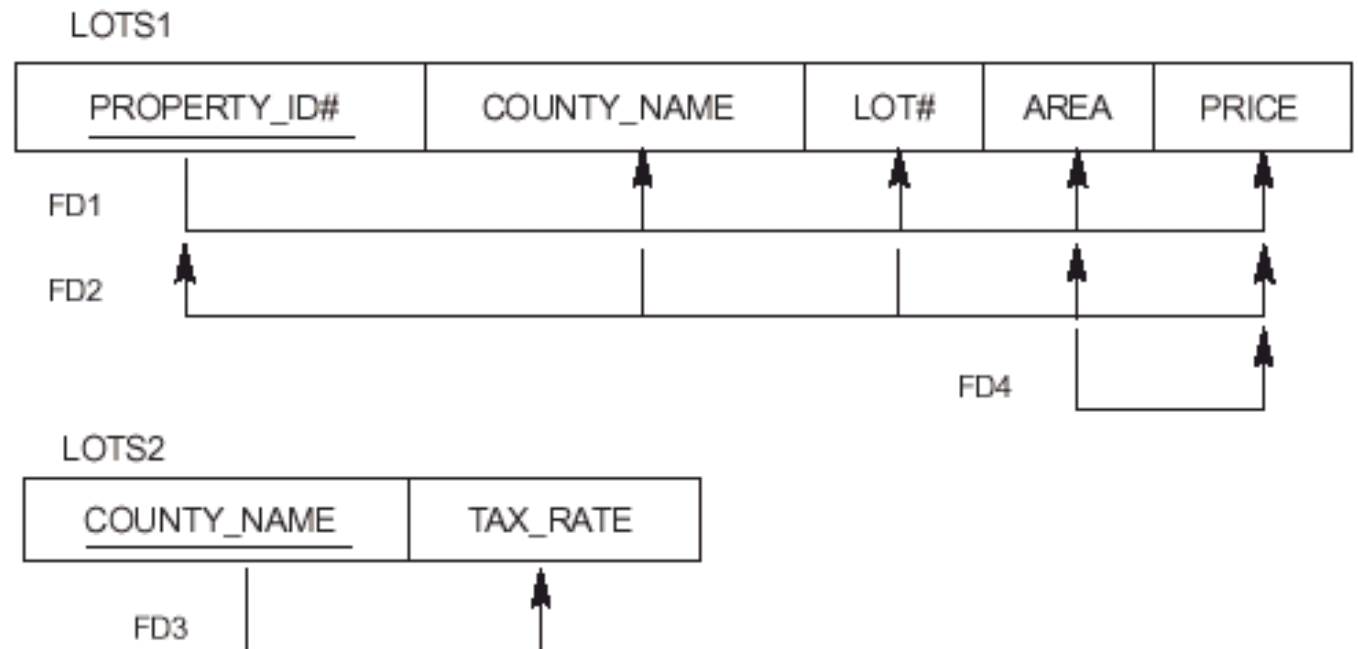 LOTS1
PROPERTY_ID# COUNTY_NAME LOT# AREA PRICE
FD1
FD2
FD4
LOTS2
COUNTY_NAME TAX_RATE
FD3